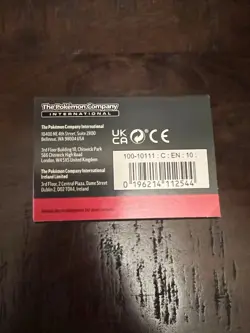 The Pokémon Company
INTERNATIONAL
The Pokémon Company International
10400 NE 4th Street, Suite 2800
Bellevue, WA 98004 USA
3rd Floor Building 10, Chiswick Park
566 Chiswick High Road
London, W4 5XS United Kingdom
The Pokémon Company International
Ireland Limited
3rd Floor, 2 Central Plaza, Dame Street
Dublin 2, D02 T0X4, Ireland
UK
CA
CE
100-10111 | C | EN | 10 |
0 196214 112544